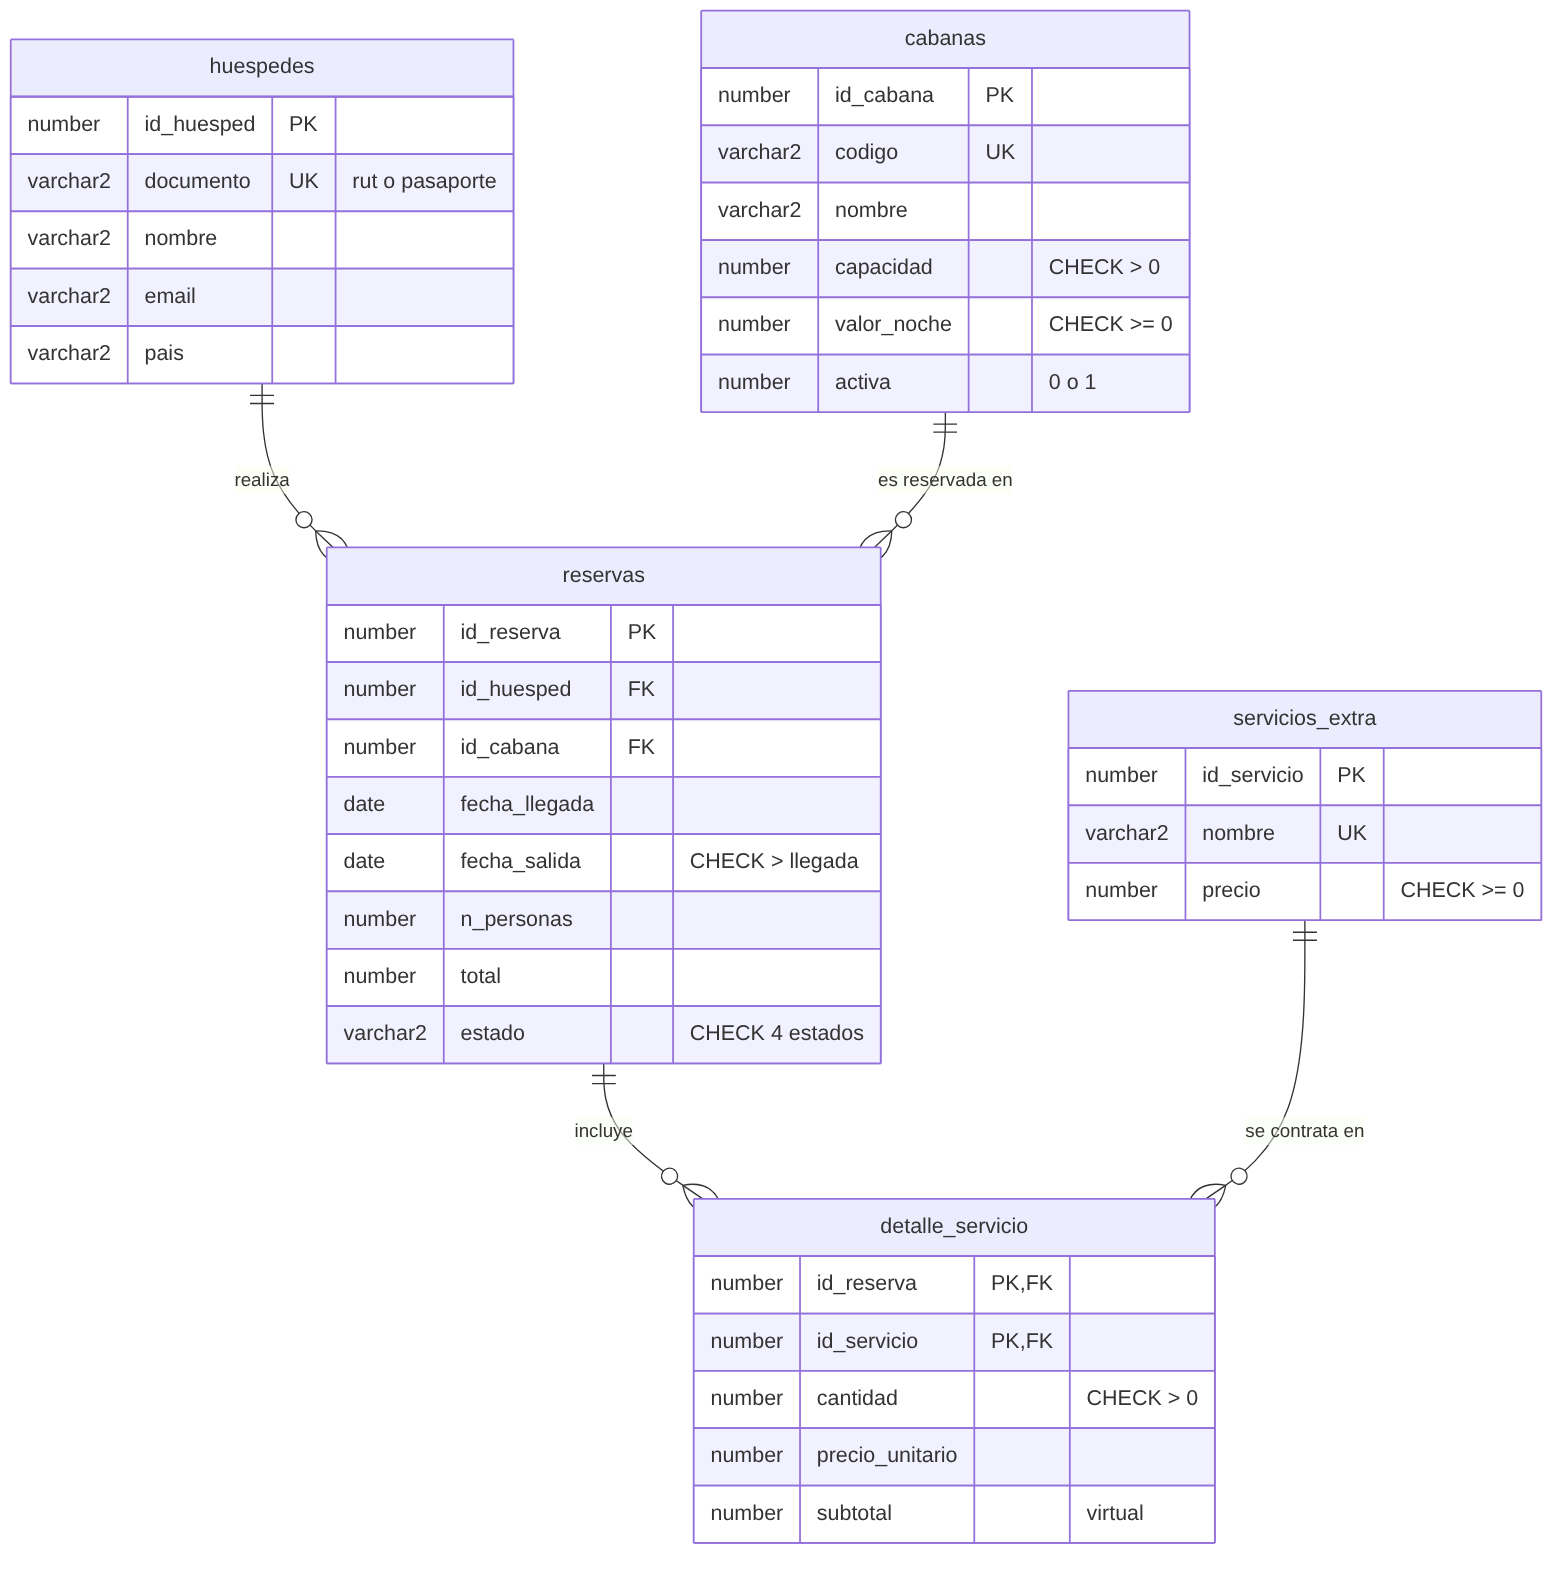 huespedes
number id_huesped PK
varchar2 documento UK rut o pasaporte
varchar2 nombre
varchar2 email
varchar2 pais
cabanas
number id_cabana PK
varchar2 codigo UK
varchar2 nombre
number capacidad CHECK > 0
number valor_noche CHECK >= 0
number activa 0 o 1
realiza
es reservada en
reservas
number id_reserva PK
number id_huesped FK
number id_cabana FK
date fecha_llegada
date fecha_salida CHECK > llegada
number n_personas
number total
varchar2 estado CHECK 4 estados
servicios_extra
number id_servicio PK
varchar2 nombre UK
number precio CHECK >= 0
incluye
se contrata en
detalle_servicio
number id_reserva PK,FK
number id_servicio PK,FK
number cantidad CHECK > 0
number precio_unitario
number subtotal virtual